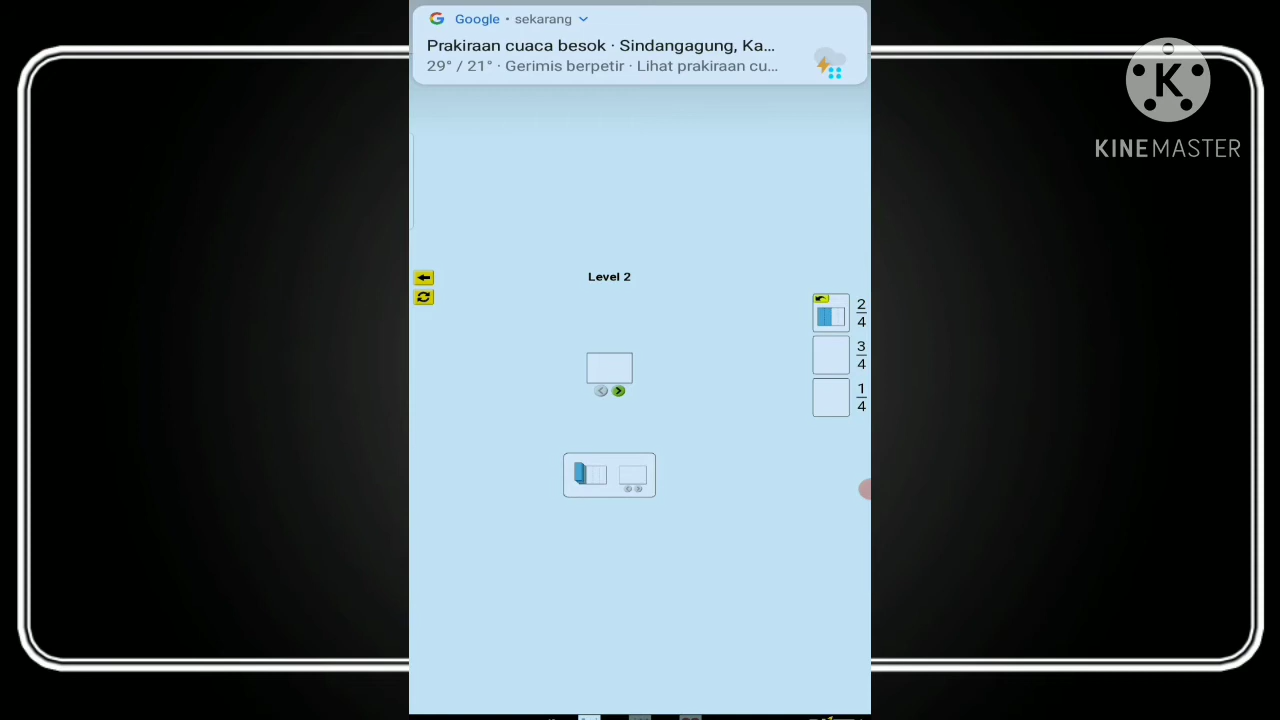 Google • sekarang
Prakiraan cuaca besok · Sindangagung, Ka...
29° / 21° · Gerimis berpetir · Lihat prakiraan cu...
K
KINEMASTER
Level 2
2
4
3
4
1
4